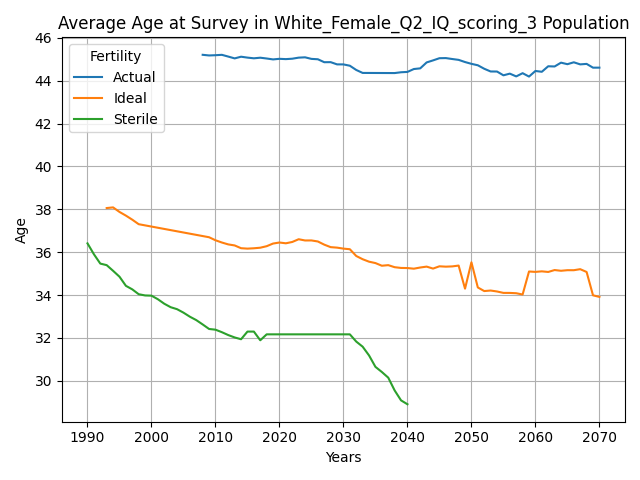 Average Age at Survey in White_Female_Q2_IQ_scoring_3 Population
Fertility
Actual
Ideal
Sterile
Age
46
44
42
40
38
36
34
32
30
1990
2000
2010
2020
2030
2040
2050
2060
2070
Years